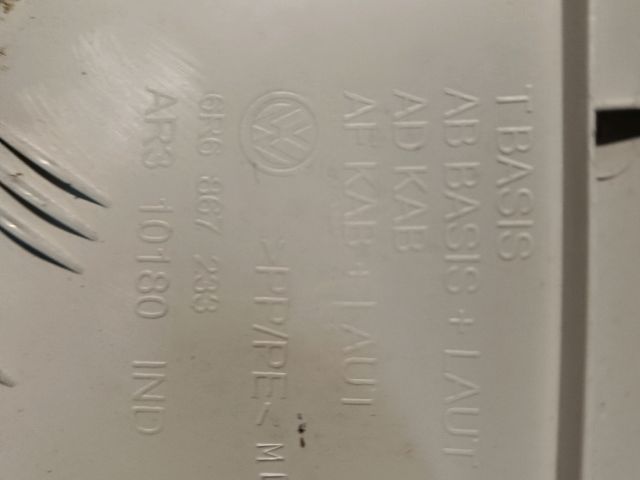 T BASIS
AB BASIS + LAUT
AD KAB
AF KAB + LAUT
>PP/PE< M
6R6 867 233
AR3 10180 IND